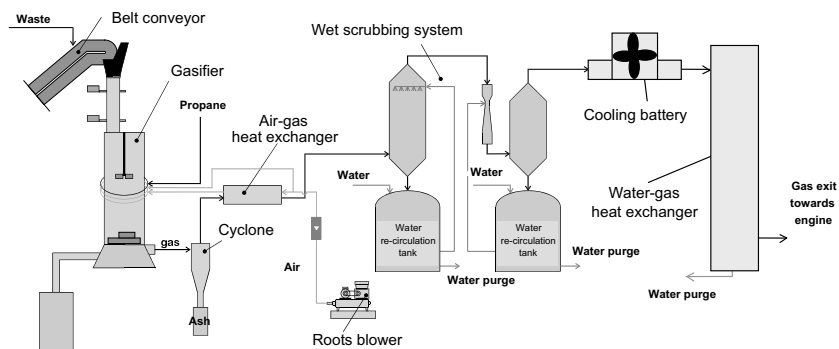 Waste
Belt conveyor
Gasifier
Propane
Air-gas
heat exchanger
gas
Cyclone
Ash
Air
Roots blower
Wet scrubbing system
Water
Water
re-circulation
tank
Water purge
Water
Water
re-circulation
tank
Water purge
Cooling battery
Water-gas
heat exchanger
Gas exit
towards
engine
Water purge